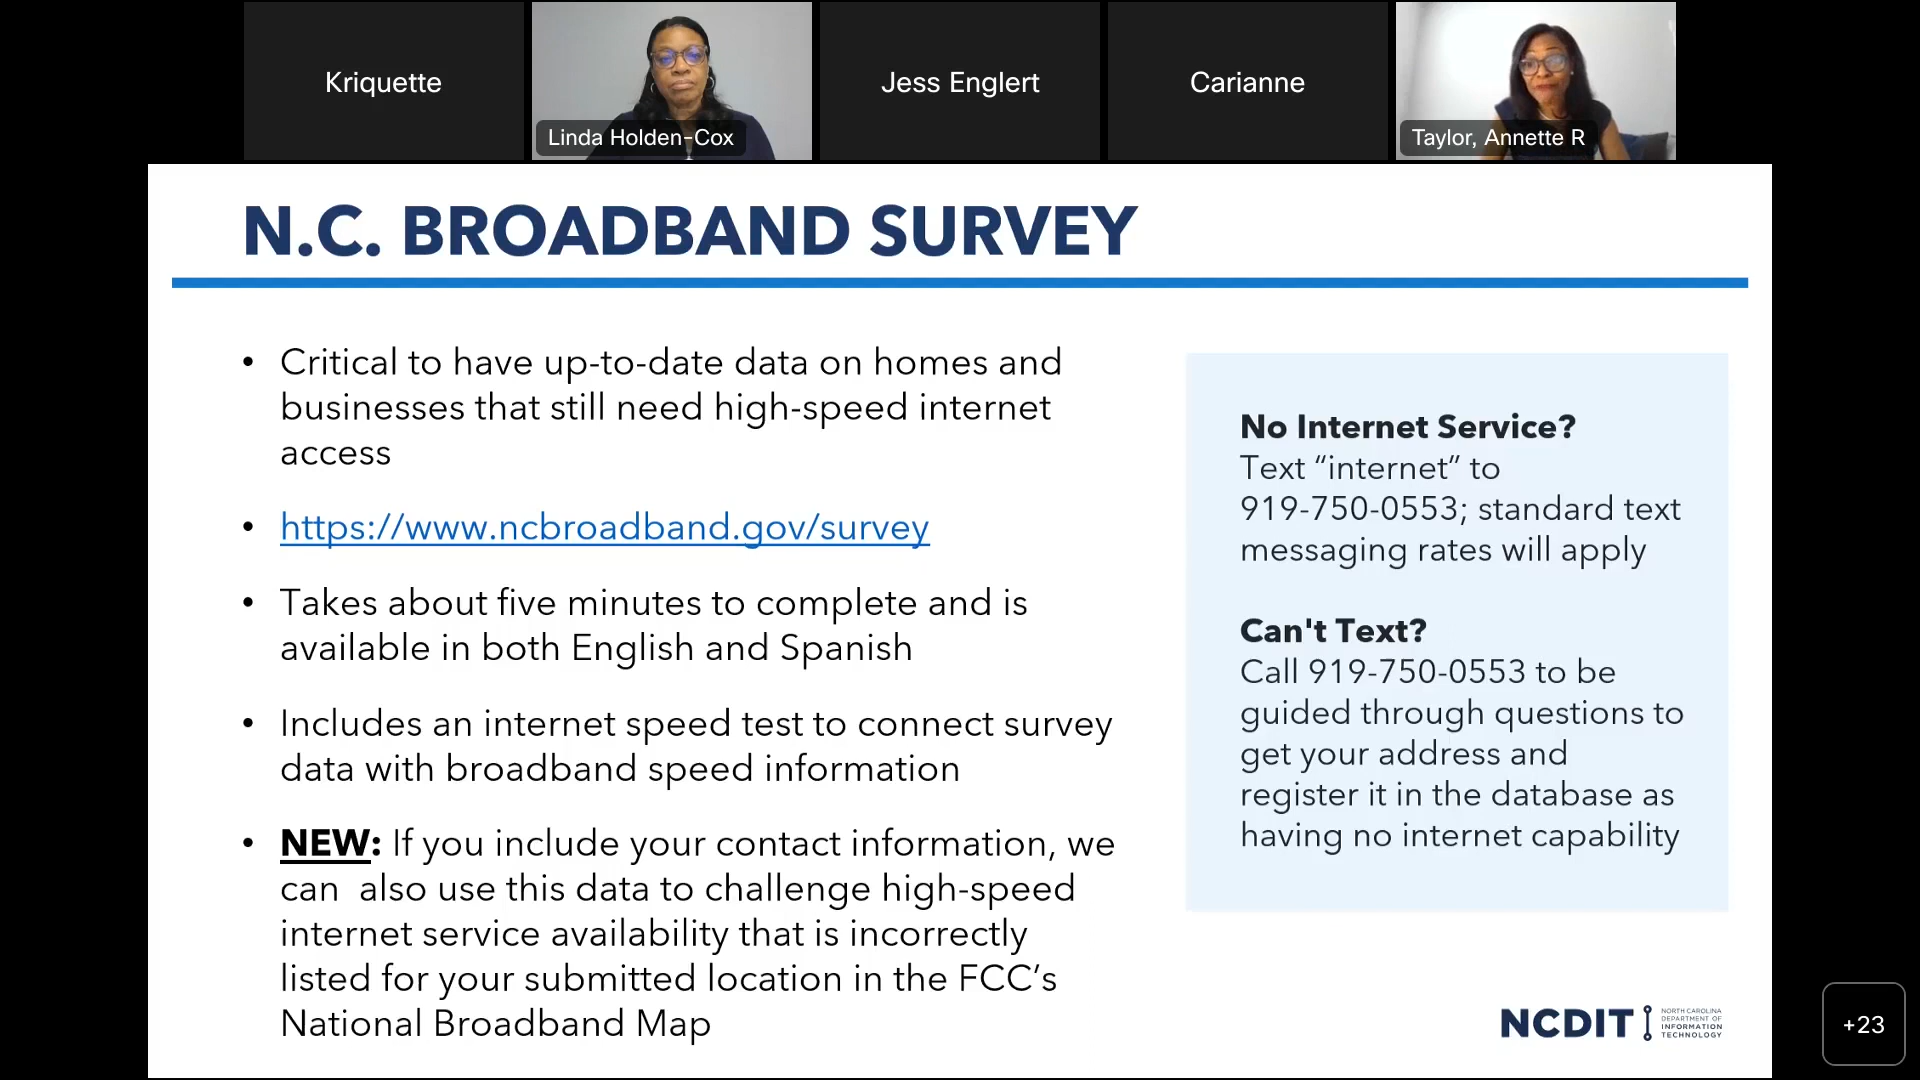 Kriquette
Linda Holden-Cox
Jess Englert
Carianne
Taylor, Annette R
N.C. BROADBAND SURVEY
• Critical to have up-to-date data on homes and
businesses that still need high-speed internet
access
• https://www.ncbroadband.gov/survey
• Takes about five minutes to complete and is
available in both English and Spanish
• Includes an internet speed test to connect survey
data with broadband speed information
• NEW: If you include your contact information, we
can  also use this data to challenge high-speed
internet service availability that is incorrectly
listed for your submitted location in the FCC’s
National Broadband Map
No Internet Service?
Text “internet” to
919-750-0553; standard text
messaging rates will apply
Can't Text?
Call 919-750-0553 to be
guided through questions to
get your address and
register it in the database as
having no internet capability
NCDIT
NORTH CAROLINA
DEPARTMENT OF
INFORMATION
TECHNOLOGY
+23